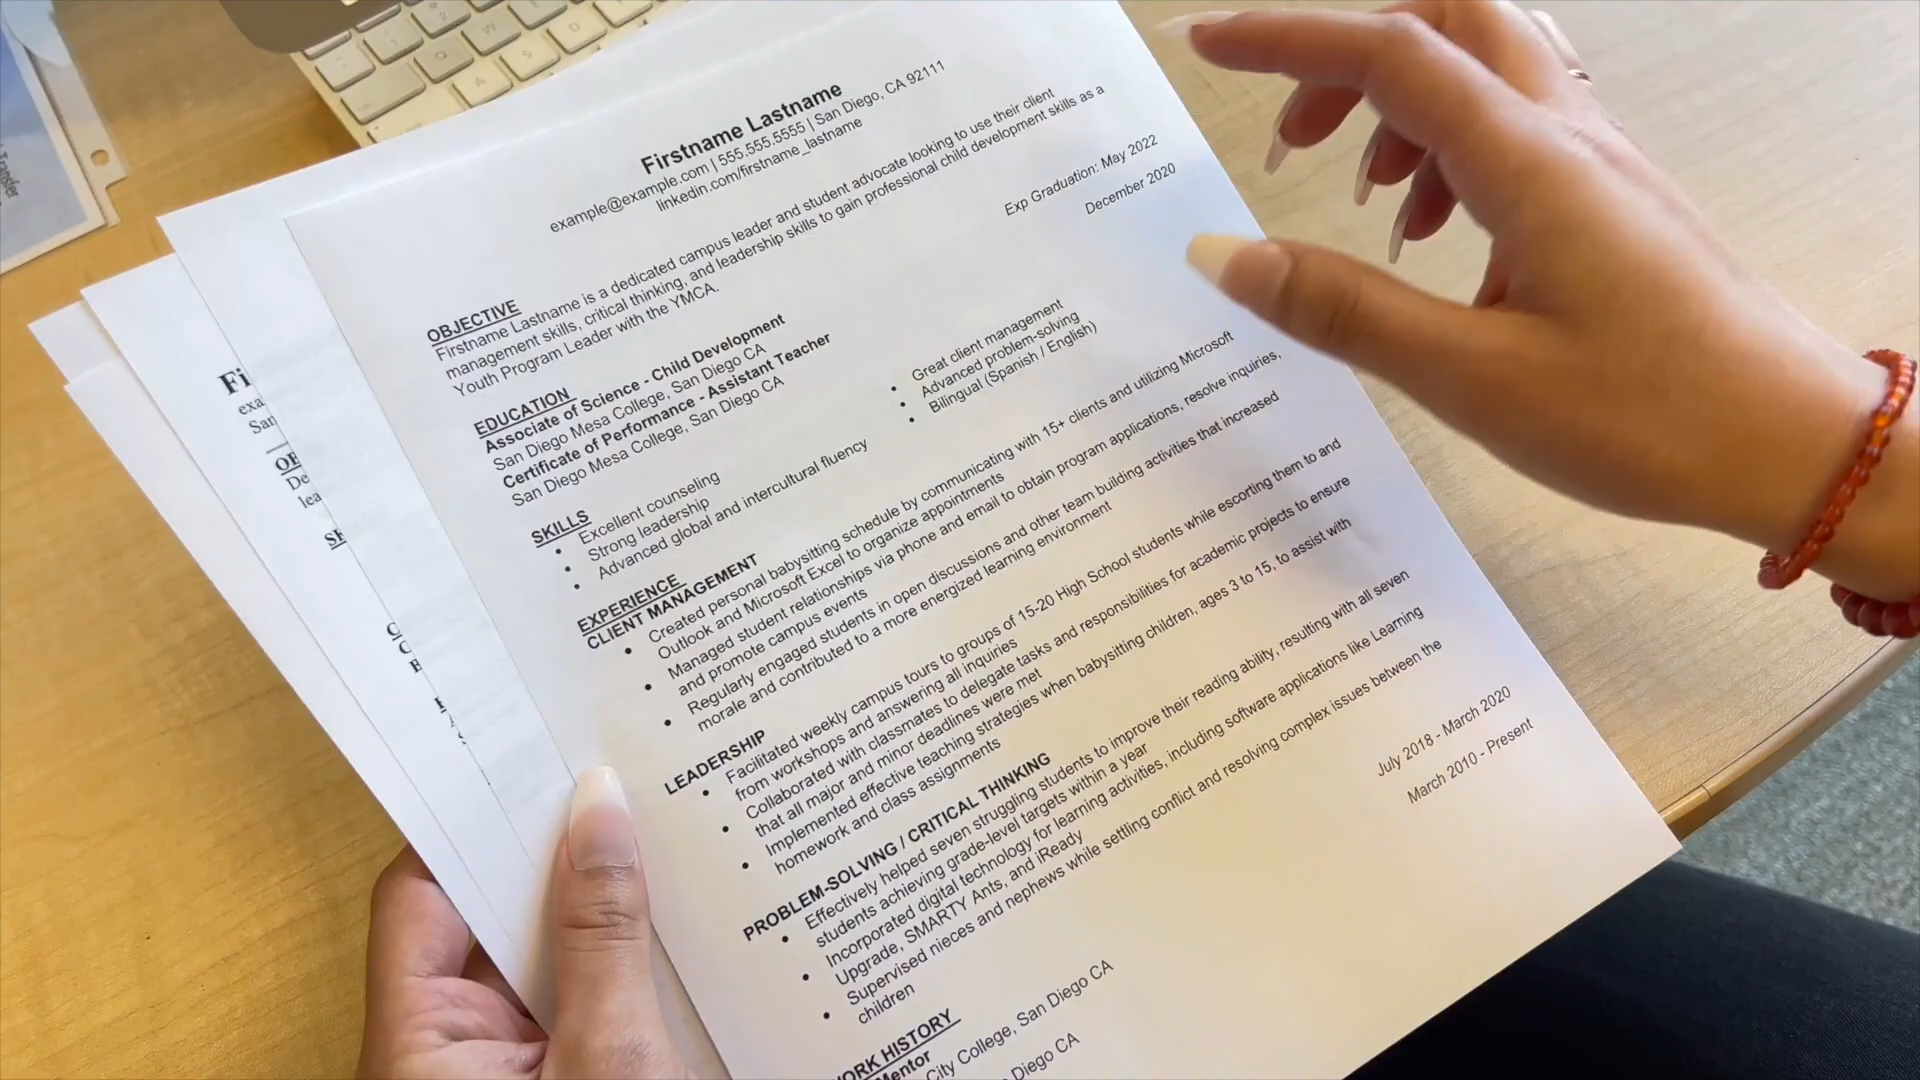 Firstname Lastname
example@example.com | 555.555.5555 | San Diego, CA 92111
linkedin.com/firstname_lastname
OBJECTIVE
Firstname Lastname is a dedicated campus leader and student advocate looking to use their client
management skills, critical thinking, and leadership skills to gain professional child development skills as a
Youth Program Leader with the YMCA.
EDUCATION
Associate of Science - Child Development Exp Graduation: May 2022
San Diego Mesa College, San Diego CA
Certificate of Performance - Assistant Teacher December 2020
San Diego Mesa College, San Diego CA
SKILLS
• Excellent counseling
• Strong leadership
• Advanced global and intercultural fluency
• Great client management
• Advanced problem-solving
• Bilingual (Spanish / English)
EXPERIENCE
CLIENT MANAGEMENT
• Created personal babysitting schedule by communicating with 15+ clients and utilizing Microsoft
Outlook and Microsoft Excel to organize appointments
• Managed student relationships via phone and email to obtain program applications, resolve inquiries,
and promote campus events
• Regularly engaged students in open discussions and other team building activities that increased
morale and contributed to a more energized learning environment
LEADERSHIP
• Facilitated weekly campus tours to groups of 15-20 High School students while escorting them to and
from workshops and answering all inquiries
• Collaborated with classmates to delegate tasks and responsibilities for academic projects to ensure
that all major and minor deadlines were met
• Implemented effective teaching strategies when babysitting children, ages 3 to 15, to assist with
homework and class assignments
PROBLEM-SOLVING / CRITICAL THINKING
• Effectively helped seven struggling students to improve their reading ability, resulting with all seven
students achieving grade-level targets within a year
• Incorporated digital technology for learning activities, including software applications like Learning
Upgrade, SMARTY Ants, and iReady
• Supervised nieces and nephews while settling conflict and resolving complex issues between the
children
WORK HISTORY
Mentor July 2018 - March 2020
City College, San Diego CA
March 2010 - Present
Diego CA
Fi
exa
San
De
lea
Transfer
Q
W
E
A
S
D